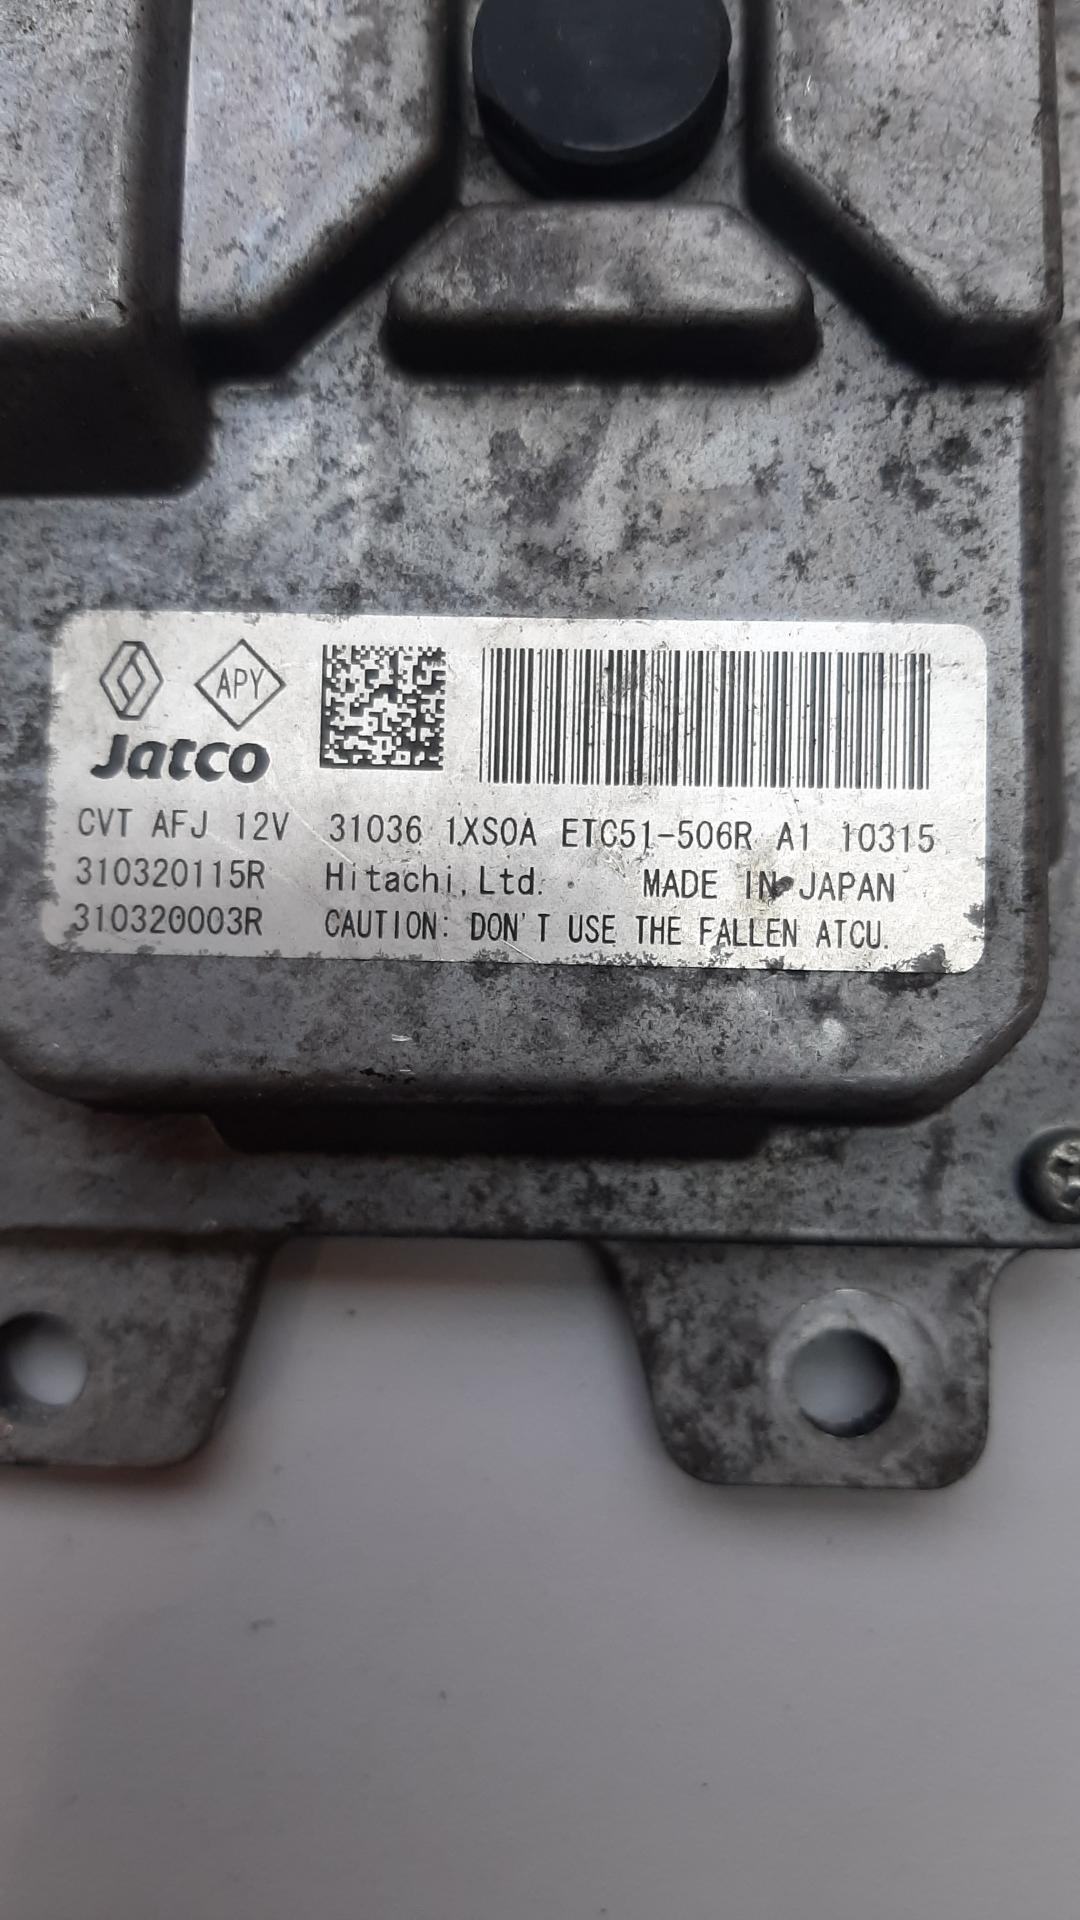 APY
Jatco
CVT AFJ 12V 31036 1XS0A ETC51-506R A1 10315
310320115R Hitachi,Ltd. MADE IN JAPAN
310320003R CAUTION: DON'T USE THE FALLEN ATCU.